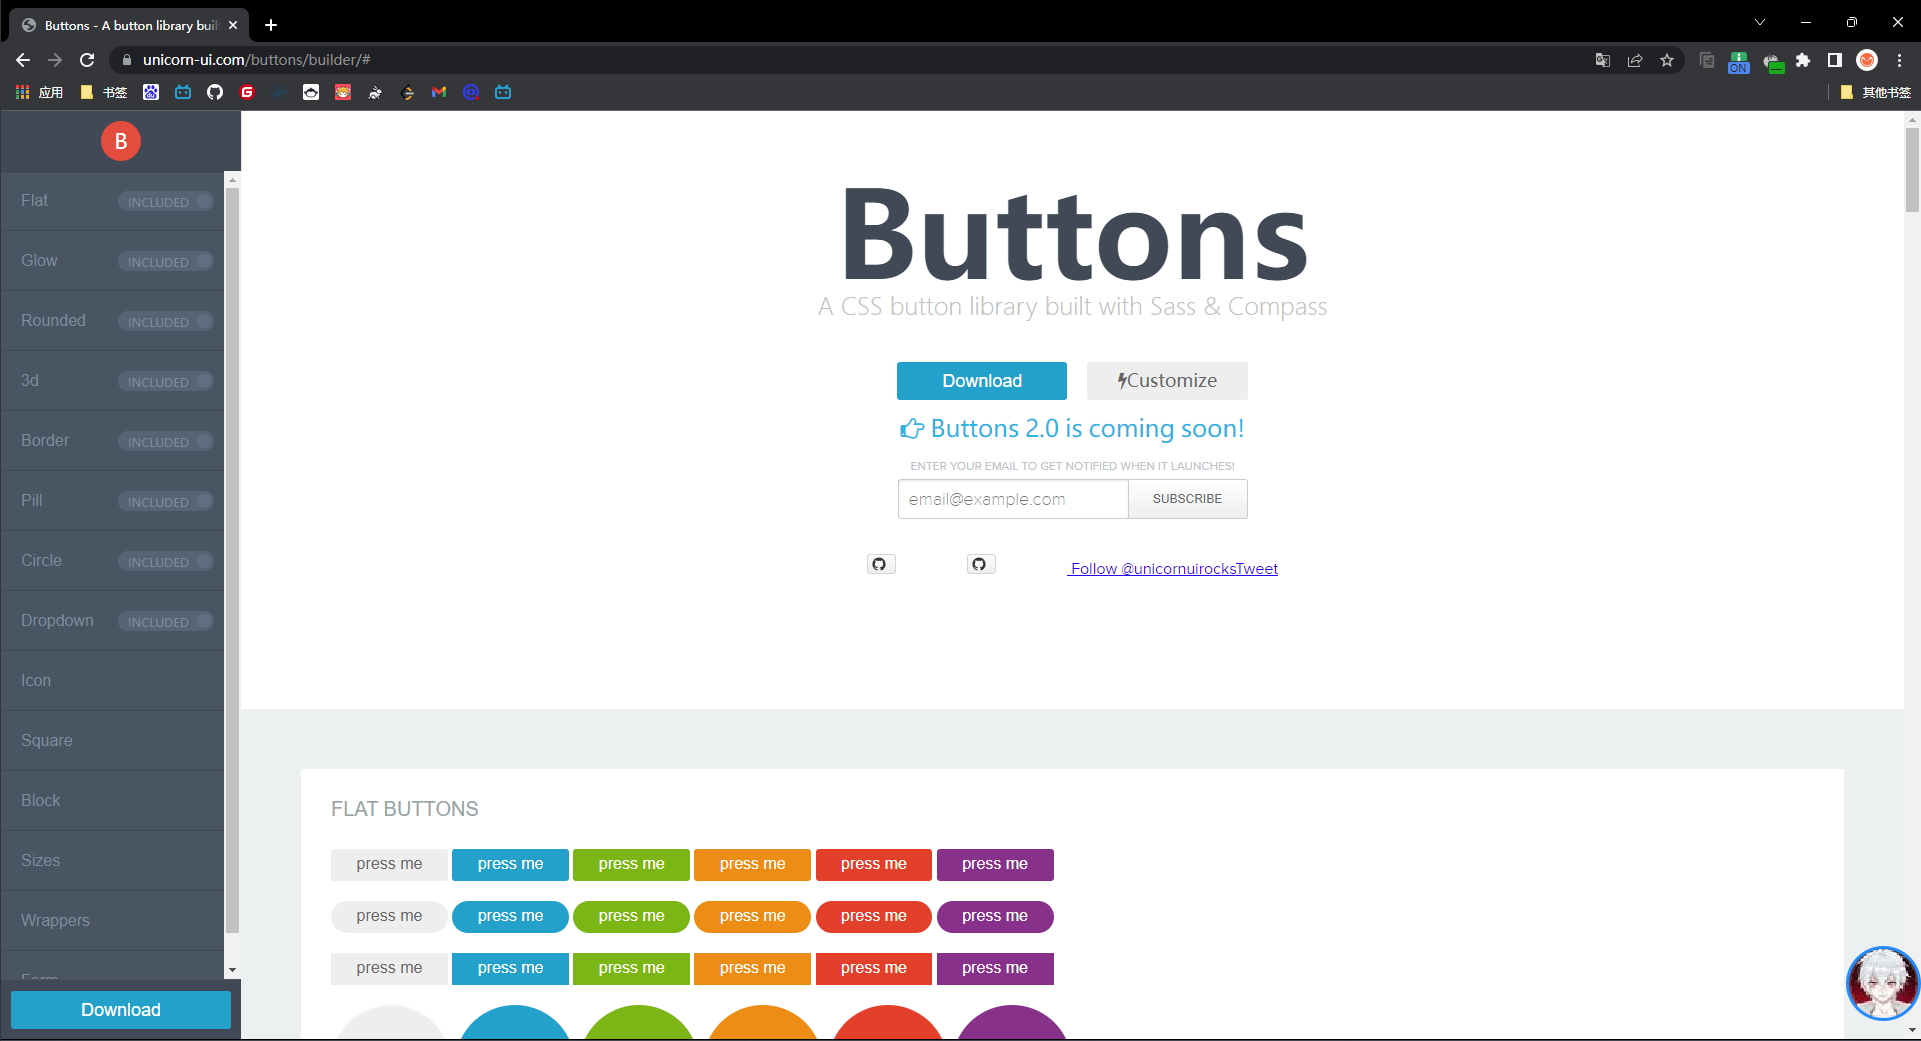 Buttons - A button library buil
unicorn-ui.com/buttons/builder/#
ON
应用
书签
其他书签
B
Flat INCLUDED
Glow INCLUDED
Rounded INCLUDED
3d INCLUDED
Border INCLUDED
Pill INCLUDED
Circle INCLUDED
Dropdown INCLUDED
Icon
Square
Block
Sizes
Wrappers
Form
Download
Buttons
A CSS button library built with Sass & Compass
Download
Customize
Buttons 2.0 is coming soon!
ENTER YOUR EMAIL TO GET NOTIFIED WHEN IT LAUNCHES!
email@example.com SUBSCRIBE
Follow @unicornuirocksTweet
FLAT BUTTONS
press me press me press me press me press me press me
press me press me press me press me press me press me
press me press me press me press me press me press me